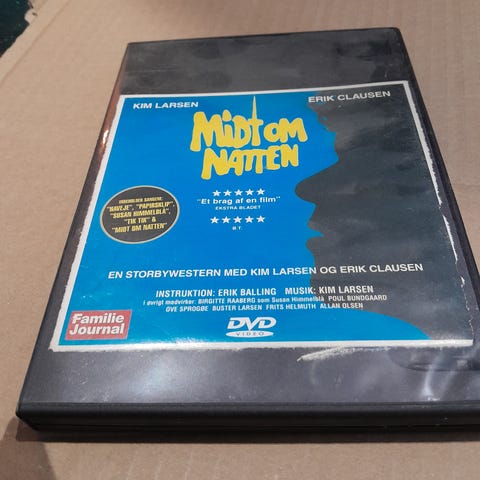 KIM LARSEN
ERIK CLAUSEN
MiDT OM
NATTEN
"Et brag af en film"
EKSTRA BLADET
B.T.
INDEHOLDER SANGENE:
"HAVEJE", "PAPIRSKLIP",
"SUSAN HIMMELBLÅ",
"TIK TIK" &
"MIDT OM NATTEN"
EN STORBYWESTERN MED KIM LARSEN OG ERIK CLAUSEN
INSTRUKTION: ERIK BALLING MUSIK: KIM LARSEN
I øvrigt medvirker: BIRGITTE RAABERG som Susan Himmelblå POUL BUNDGAARD
OVE SPROGØE BUSTER LARSEN FRITS HELMUTH ALLAN OLSEN
Familie
Journal
DVD
VIDEO